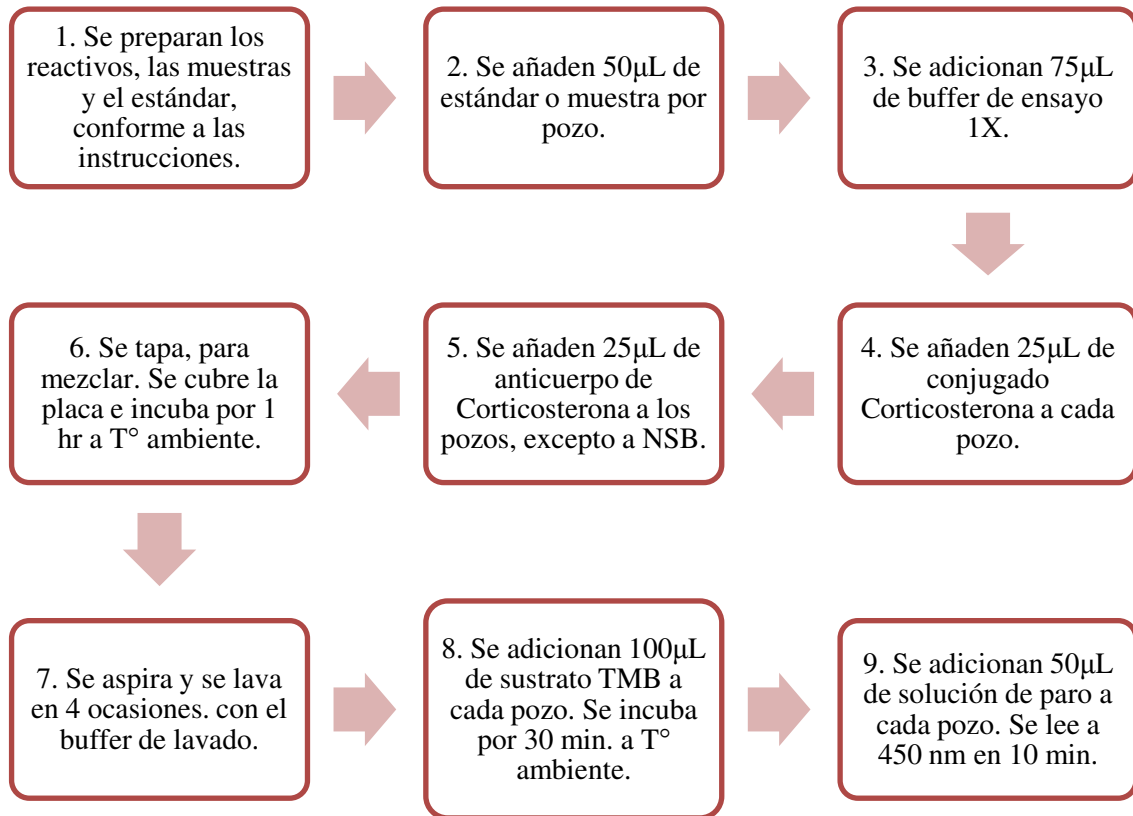 1. Se preparan los
reactivos, las muestras
y el estándar,
conforme a las
instrucciones.
2. Se añaden 50μL de
estándar o muestra por
pozo.
3. Se adicionan 75μL
de buffer de ensayo
1X.
4. Se añaden 25μL de
conjugado
Corticosterona a cada
pozo.
5. Se añaden 25μL de
anticuerpo de
Corticosterona a los
pozos, excepto a NSB.
6. Se tapa, para
mezclar. Se cubre la
placa e incuba por 1
hr a T° ambiente.
7. Se aspira y se lava
en 4 ocasiones. con el
buffer de lavado.
8. Se adicionan 100μL
de sustrato TMB a
cada pozo. Se incuba
por 30 min. a T°
ambiente.
9. Se adicionan 50μL
de solución de paro a
cada pozo. Se lee a
450 nm en 10 min.